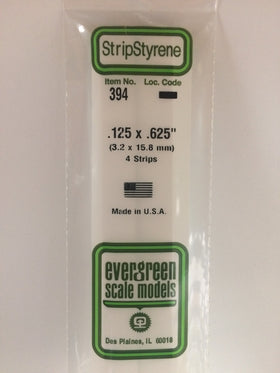 StripStyrene
Item No. Loc. Code
394
.125 x .625"
(3.2 x 15.8 mm)
4 Strips
Made in U.S.A.
evergreen
scale models
Des Plaines, IL 60018